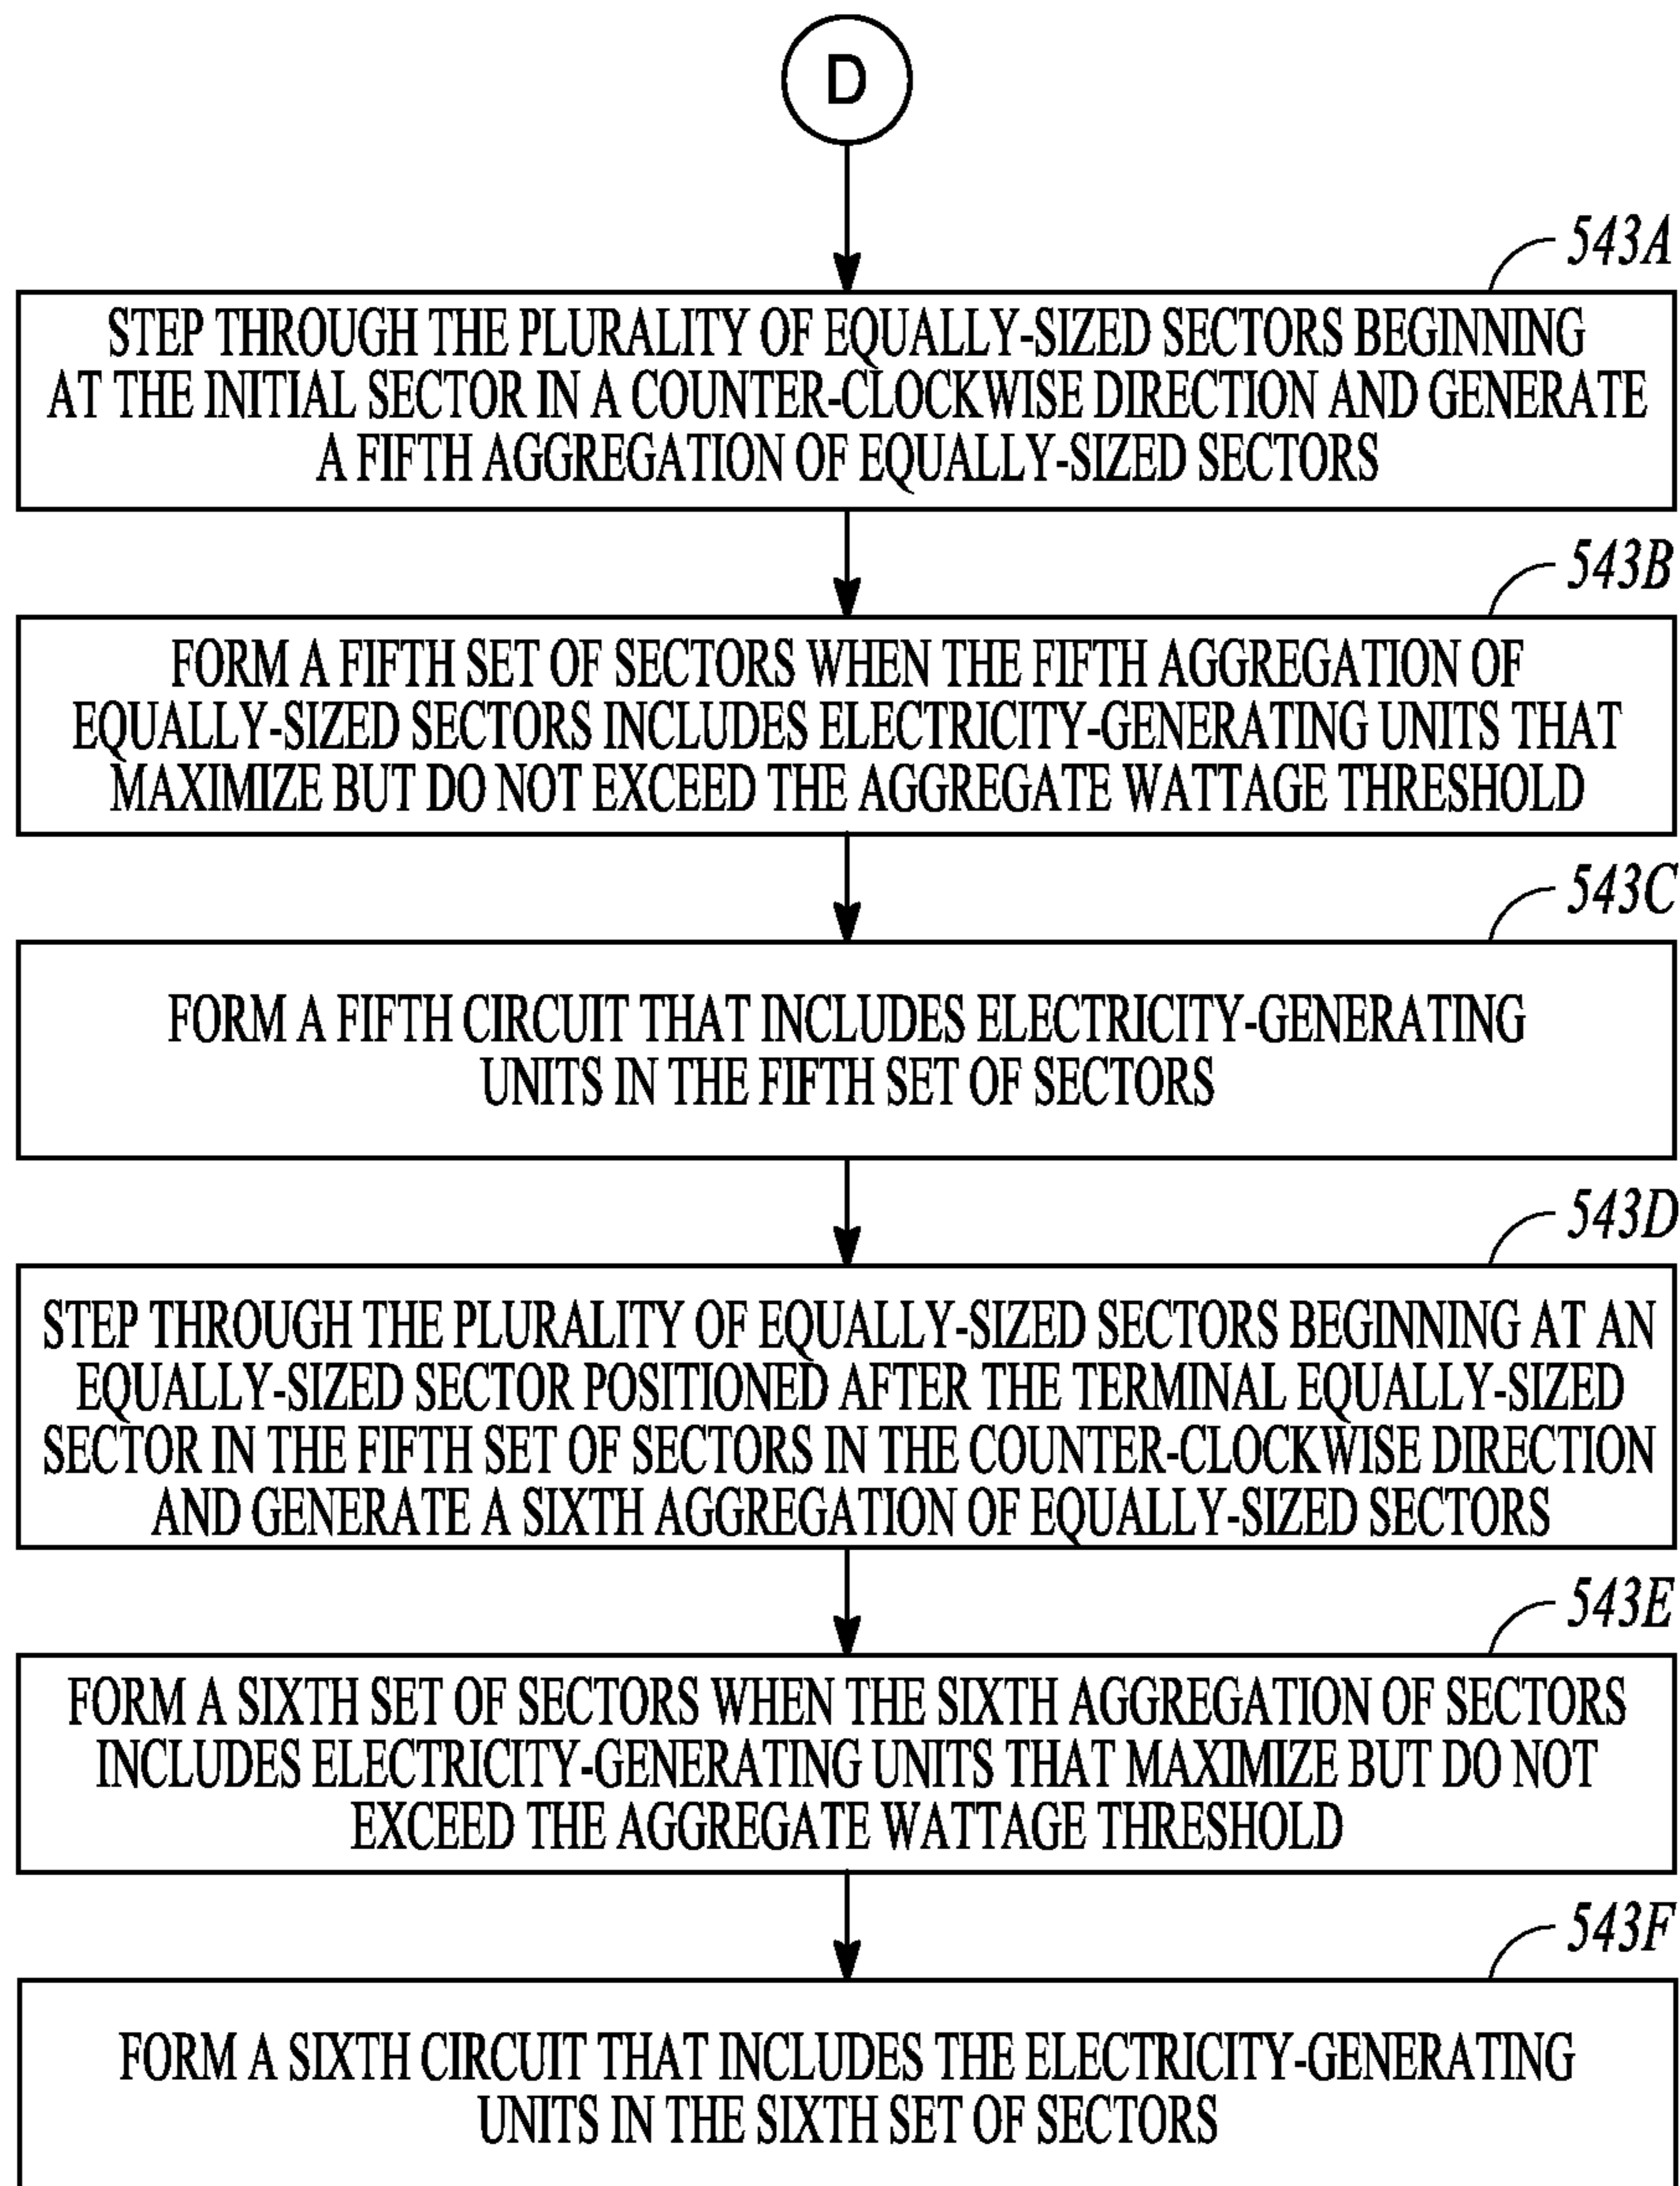 D
543A
STEP THROUGH THE PLURALITY OF EQUALLY-SIZED SECTORS BEGINNING
AT THE INITIAL SECTOR IN A COUNTER-CLOCKWISE DIRECTION AND GENERATE
A FIFTH AGGREGATION OF EQUALLY-SIZED SECTORS
543B
FORM A FIFTH SET OF SECTORS WHEN THE FIFTH AGGREGATION OF
EQUALLY-SIZED SECTORS INCLUDES ELECTRICITY-GENERATING UNITS THAT
MAXIMIZE BUT DO NOT EXCEED THE AGGREGATE WATTAGE THRESHOLD
543C
FORM A FIFTH CIRCUIT THAT INCLUDES ELECTRICITY-GENERATING
UNITS IN THE FIFTH SET OF SECTORS
543D
STEP THROUGH THE PLURALITY OF EQUALLY-SIZED SECTORS BEGINNING AT AN
EQUALLY-SIZED SECTOR POSITIONED AFTER THE TERMINAL EQUALLY-SIZED
SECTOR IN THE FIFTH SET OF SECTORS IN THE COUNTER-CLOCKWISE DIRECTION
AND GENERATE A SIXTH AGGREGATION OF EQUALLY-SIZED SECTORS
543E
FORM A SIXTH SET OF SECTORS WHEN THE SIXTH AGGREGATION OF SECTORS
INCLUDES ELECTRICITY-GENERATING UNITS THAT MAXIMIZE BUT DO NOT
EXCEED THE AGGREGATE WATTAGE THRESHOLD
543F
FORM A SIXTH CIRCUIT THAT INCLUDES THE ELECTRICITY-GENERATING
UNITS IN THE SIXTH SET OF SECTORS